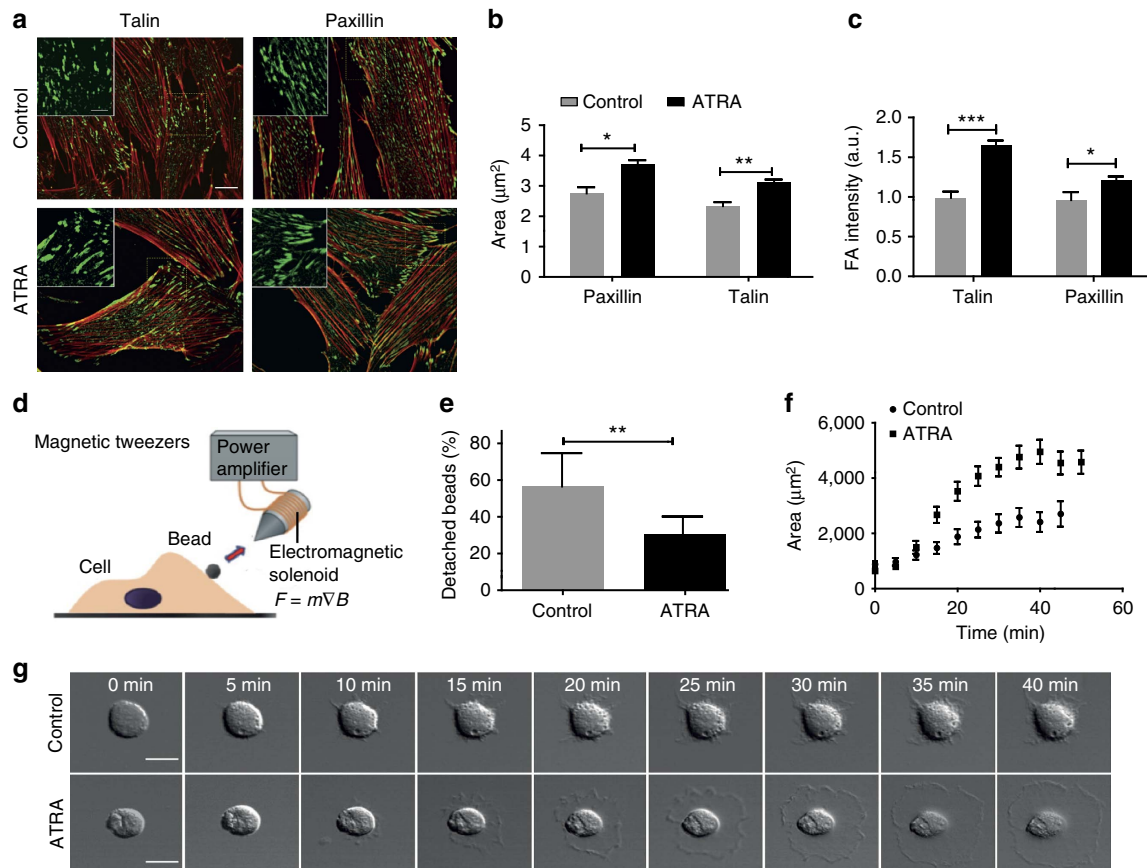 a
Talin
Paxillin
Control
ATRA
b
Control
ATRA
Area (μm²)
5
4
3
2
1
0
*
**
Paxillin
Talin
c
FA intensity (a.u.)
2.0
1.5
1.0
0.5
0.0
***
*
Talin
Paxillin
d
Magnetic tweezers
Power
amplifier
Bead
Cell
Electromagnetic
solenoid
F = m∇B
e
Detached beads (%)
80
60
40
20
0
**
Control
ATRA
f
Control
ATRA
Area (μm²)
6,000
4,000
2,000
0
0
20
40
60
Time (min)
g
0 min
5 min
10 min
15 min
20 min
25 min
30 min
35 min
40 min
Control
ATRA